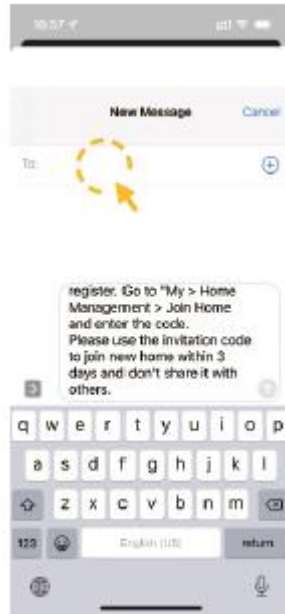 10:57
New Message Cancel
To:
register. Go to "My > Home
Management > Join Home
and enter the code.
Please use the invitation code
to join new home within 3
days and don't share it with
others.
q w e r t y u i o p
a s d f g h j k l
z x c v b n m
123 English (US) return